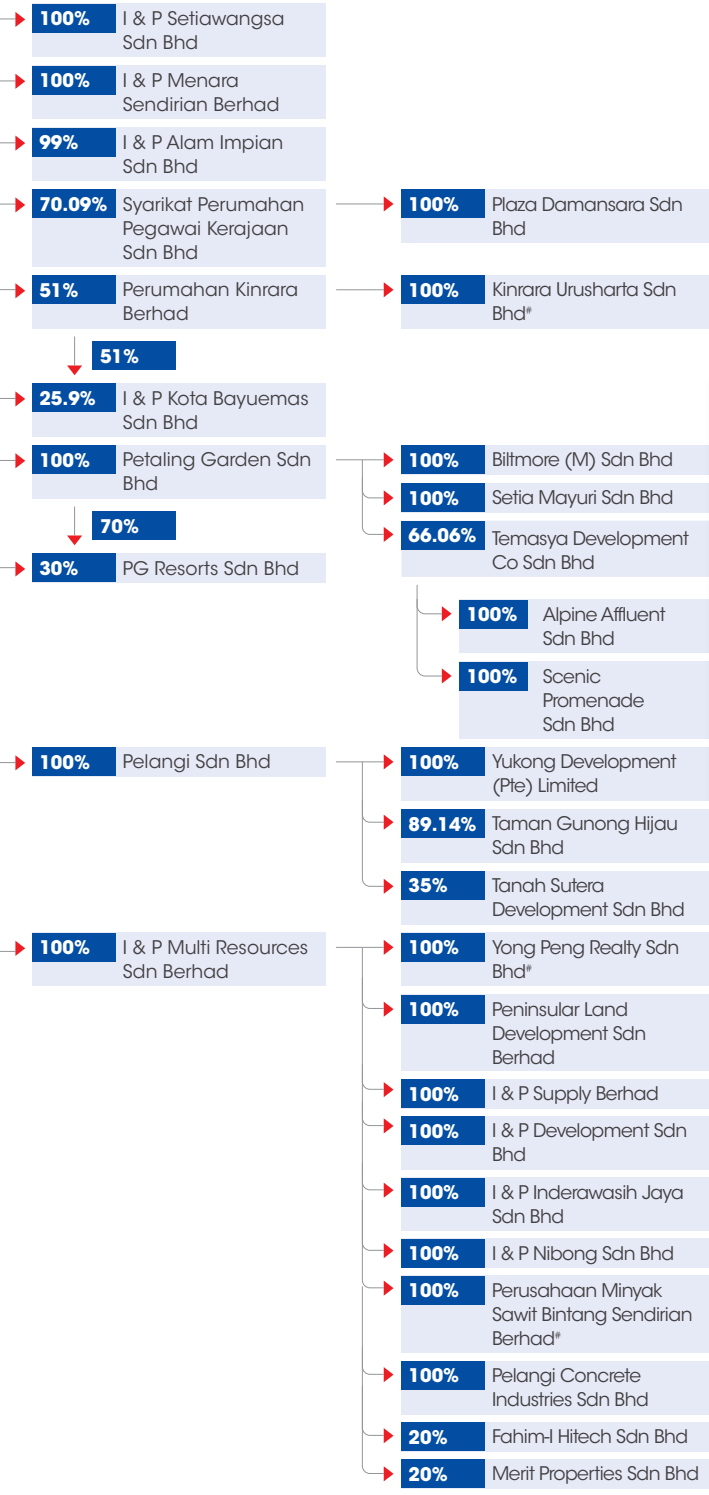 100% I & P Setiawangsa
Sdn Bhd
100% I & P Menara
Sendirian Berhad
99% I & P Alam Impian
Sdn Bhd
70.09% Syarikat Perumahan
Pegawai Kerajaan
Sdn Bhd
100% Plaza Damansara Sdn
Bhd
51% Perumahan Kinrara
Berhad
100% Kinrara Urusharta Sdn
Bhd#
51%
25.9% I & P Kota Bayuemas
Sdn Bhd
100% Petaling Garden Sdn
Bhd
100% Biltmore (M) Sdn Bhd
100% Setia Mayuri Sdn Bhd
66.06% Temasya Development
Co Sdn Bhd
70%
30% PG Resorts Sdn Bhd
100% Alpine Affluent
Sdn Bhd
100% Scenic
Promenade
Sdn Bhd
100% Pelangi Sdn Bhd
100% Yukong Development
(Pte) Limited
89.14% Taman Gunong Hijau
Sdn Bhd
35% Tanah Sutera
Development Sdn Bhd
100% I & P Multi Resources
Sdn Berhad
100% Yong Peng Realty Sdn
Bhd#
100% Peninsular Land
Development Sdn
Berhad
100% I & P Supply Berhad
100% I & P Development Sdn
Bhd
100% I & P Inderawasih Jaya
Sdn Bhd
100% I & P Nibong Sdn Bhd
100% Perusahaan Minyak
Sawit Bintang Sendirian
Berhad#
100% Pelangi Concrete
Industries Sdn Bhd
20% Fahim-I Hitech Sdn Bhd
20% Merit Properties Sdn Bhd